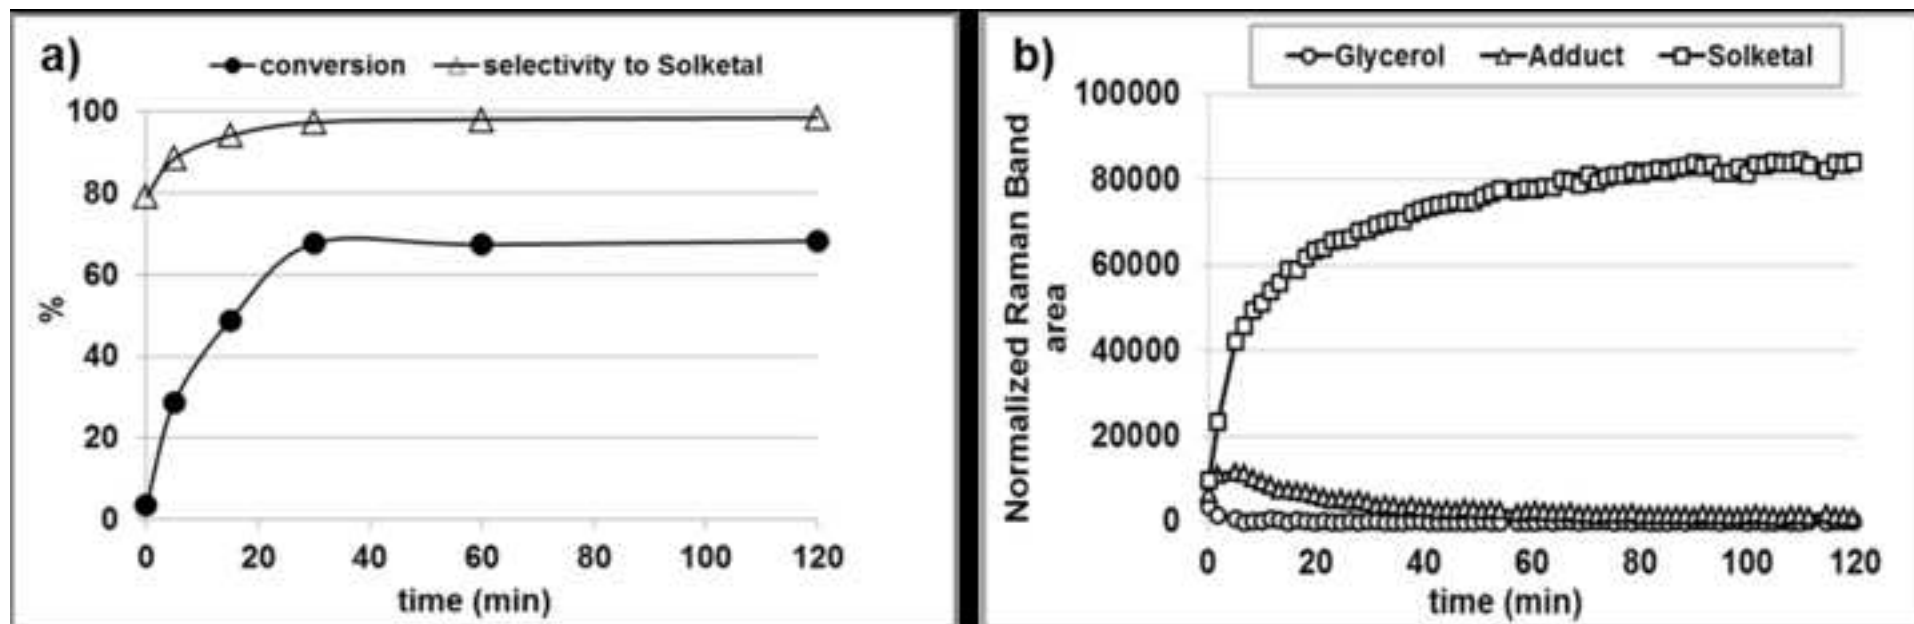 a)
conversion
selectivity to Solketal
100
80
60
40
20
0
%
0 20 40 60 80 100 120
time (min)
b)
Glycerol Adduct Solketal
100000
80000
60000
40000
20000
0
Normalized Raman Band
area
0 20 40 60 80 100 120
time (min)